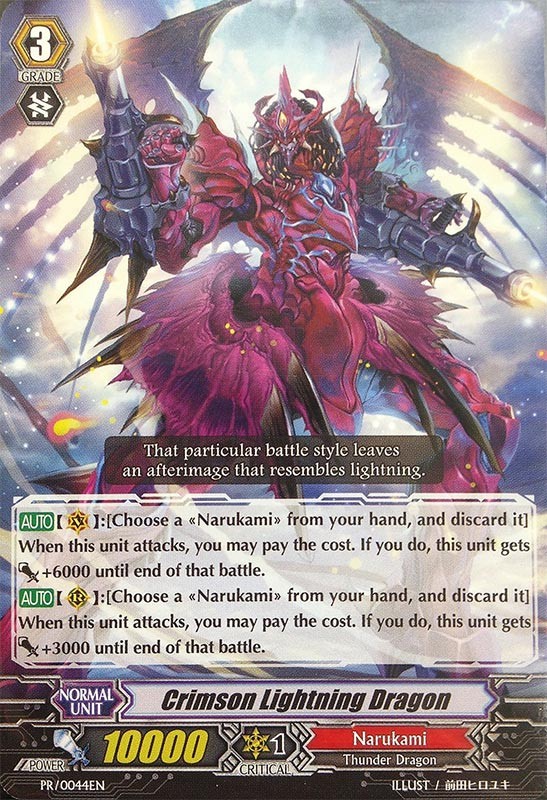 3
GRADE
That particular battle style leaves
an afterimage that resembles lightning.
AUTO【V】:[Choose a «Narukami» from your hand, and discard it]
When this unit attacks, you may pay the cost. If you do, this unit gets
+6000 until end of that battle.
AUTO【R】:[Choose a «Narukami» from your hand, and discard it]
When this unit attacks, you may pay the cost. If you do, this unit gets
+3000 until end of that battle.
NORMAL
UNIT
Crimson Lightning Dragon
POWER
10000
1
CRITICAL
Narukami
Thunder Dragon
PR/0044EN
ILLUST / 前田ヒロユキ